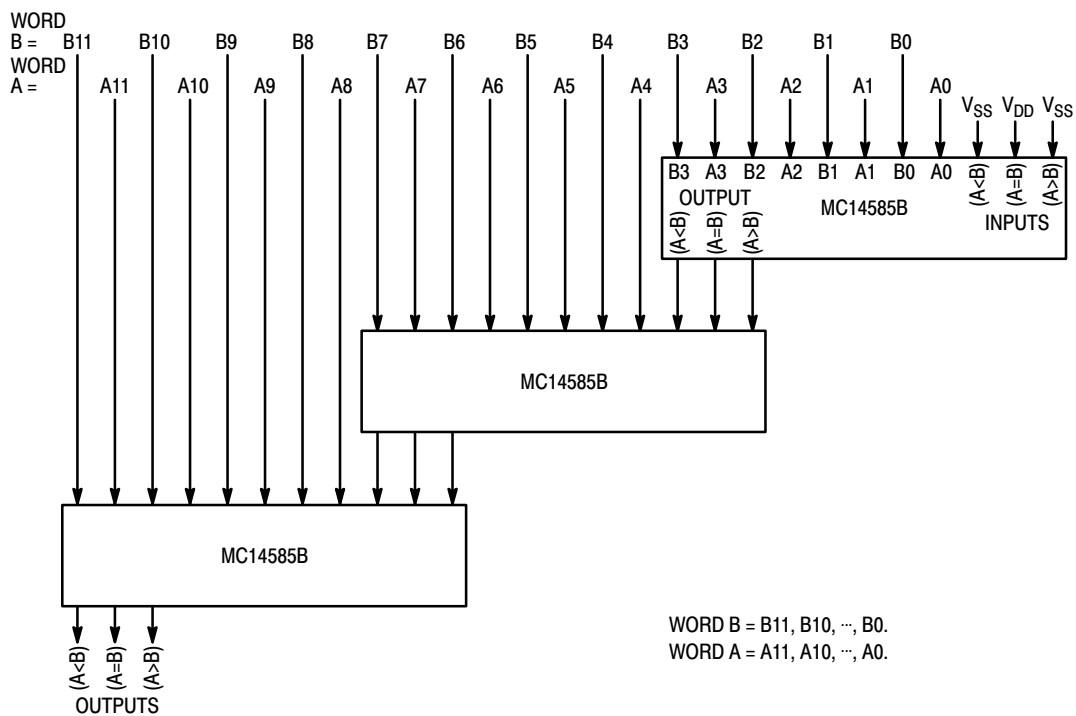 WORD
B = B11 B10 B9 B8 B7 B6 B5 B4 B3 B2 B1 B0
WORD
A = A11 A10 A9 A8 A7 A6 A5 A4 A3 A2 A1 A0
VSS VDD VSS
B3 A3 B2 A2 B1 A1 B0 A0 (A<B) (A=B) (A>B)
OUTPUT MC14585B INPUTS
(A<B) (A=B) (A>B)
MC14585B
MC14585B
(A<B) (A=B) (A>B)
OUTPUTS
WORD B = B11, B10, ···, B0.
WORD A = A11, A10, ···, A0.